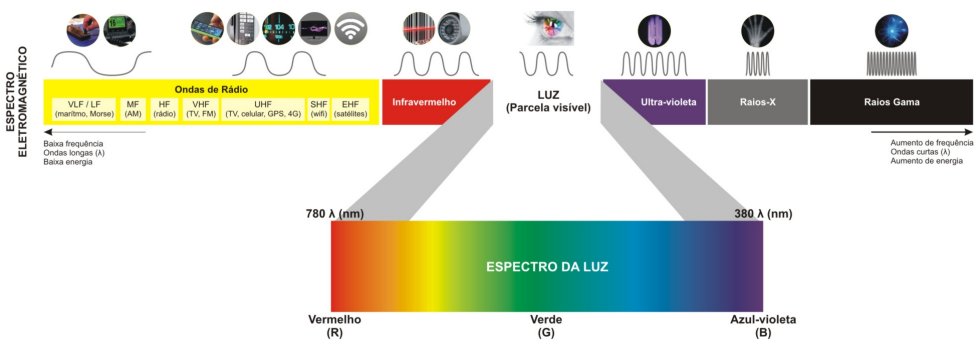 ESPECTRO
ELETROMAGNÉTICO
Ondas de Rádio
VLF / LF
(marítmo, Morse)
MF
(AM)
HF
(rádio)
VHF
(TV, FM)
UHF
(TV, celular, GPS, 4G)
SHF
(wifi)
EHF
(satélites)
Infravermelho
LUZ
(Parcela visível)
Ultra-violeta
Raios-X
Raios Gama
Baixa frequência
Ondas longas (λ)
Baixa energia
Aumento de frequência
Ondas curtas (λ)
Aumento de energia
780 λ (nm)
380 λ (nm)
ESPECTRO DA LUZ
Vermelho
(R)
Verde
(G)
Azul-violeta
(B)